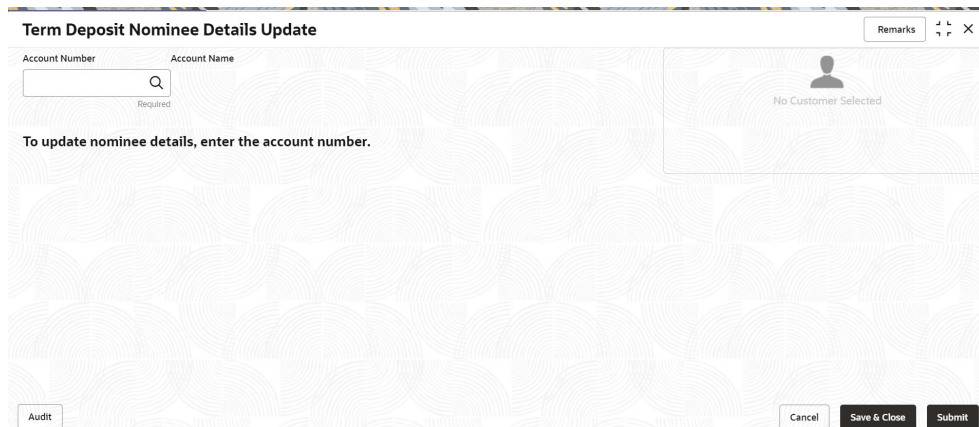 Term Deposit Nominee Details Update
Remarks
Account Number
Account Name
Required
No Customer Selected
To update nominee details, enter the account number.
Audit
Cancel
Save & Close
Submit